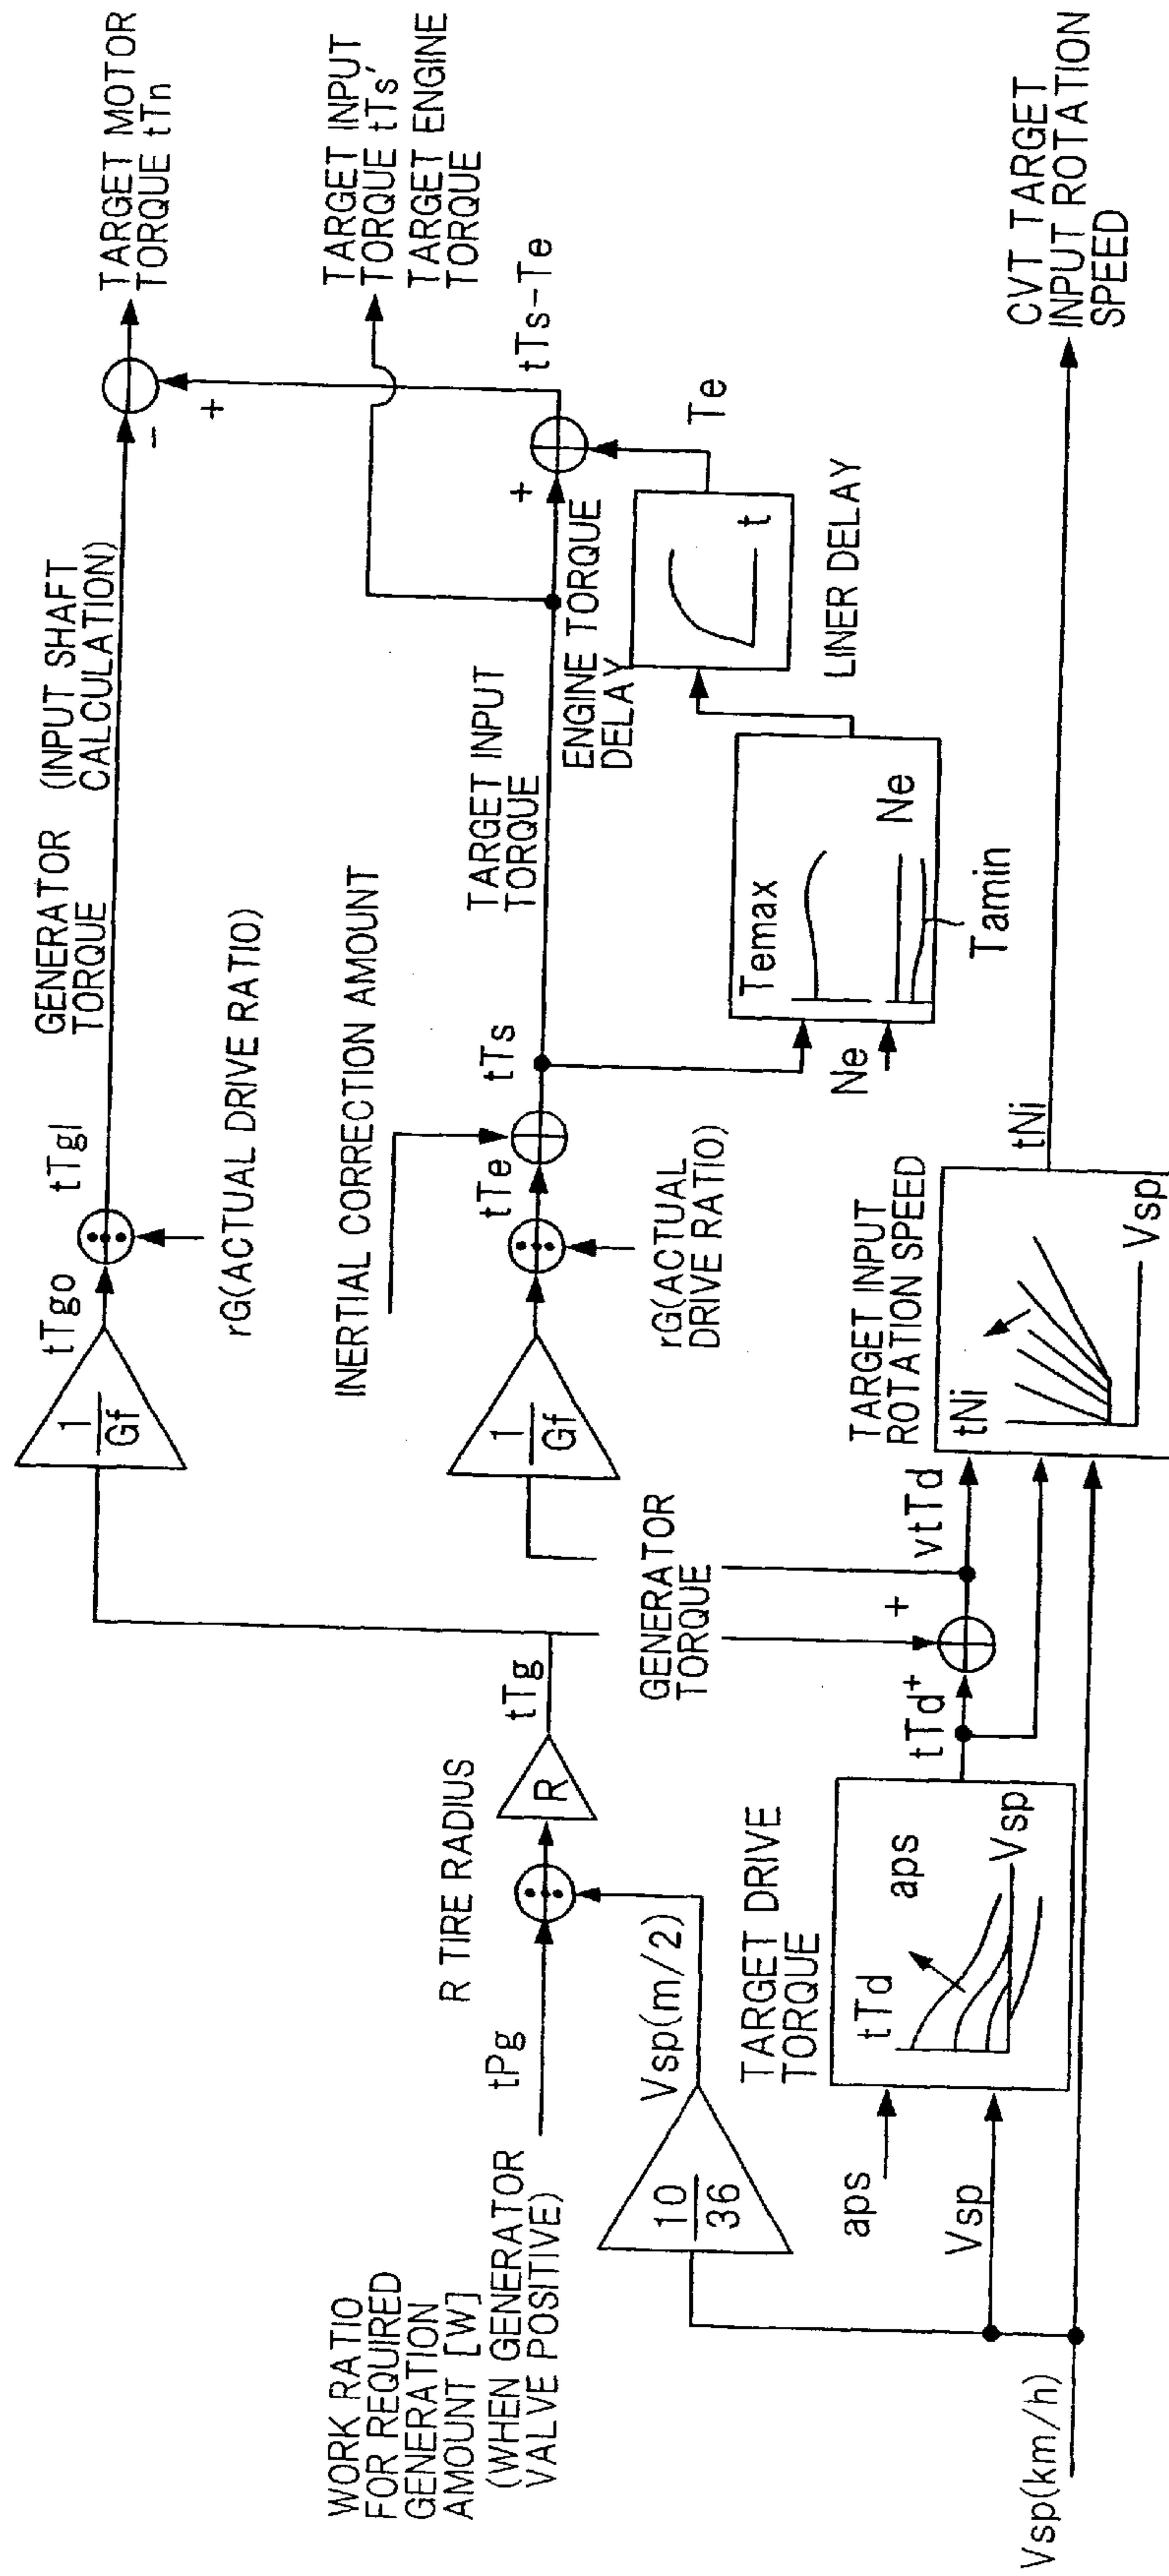 WORK RATIO
FOR REQUIRED
GENERATION
AMOUNT [W]
(WHEN GENERATOR
VALVE POSITIVE)
tPg
R TIRE RADIUS
R
tTg
10
36
Vsp(m/2)
Vsp(km/h)
aps
Vsp
TARGET DRIVE
TORQUE
tTd
aps
Vsp
tTd+
+
GENERATOR
TORQUE
vtTd
1
Gf
tTgo
rG(ACTUAL DRIVE RATIO)
tTgl
GENERATOR (INPUT SHAFT
TORQUE CALCULATION)
1
Gf
rG(ACTUAL
DRIVE RATIO)
tTe
INERTIAL CORRECTION AMOUNT
tTs
TARGET INPUT
TORQUE
TARGET INPUT
ROTATION SPEED
tNi
Vsp
tNi
Ne
Temax
Ne
Tamin
ENGINE TORQUE
DELAY
t
LINER DELAY
Te
+
tTs-Te
-
+
TARGET MOTOR
TORQUE tTn
TARGET INPUT
TORQUE tTs'
TARGET ENGINE
TORQUE
CVT TARGET
INPUT ROTATION
SPEED